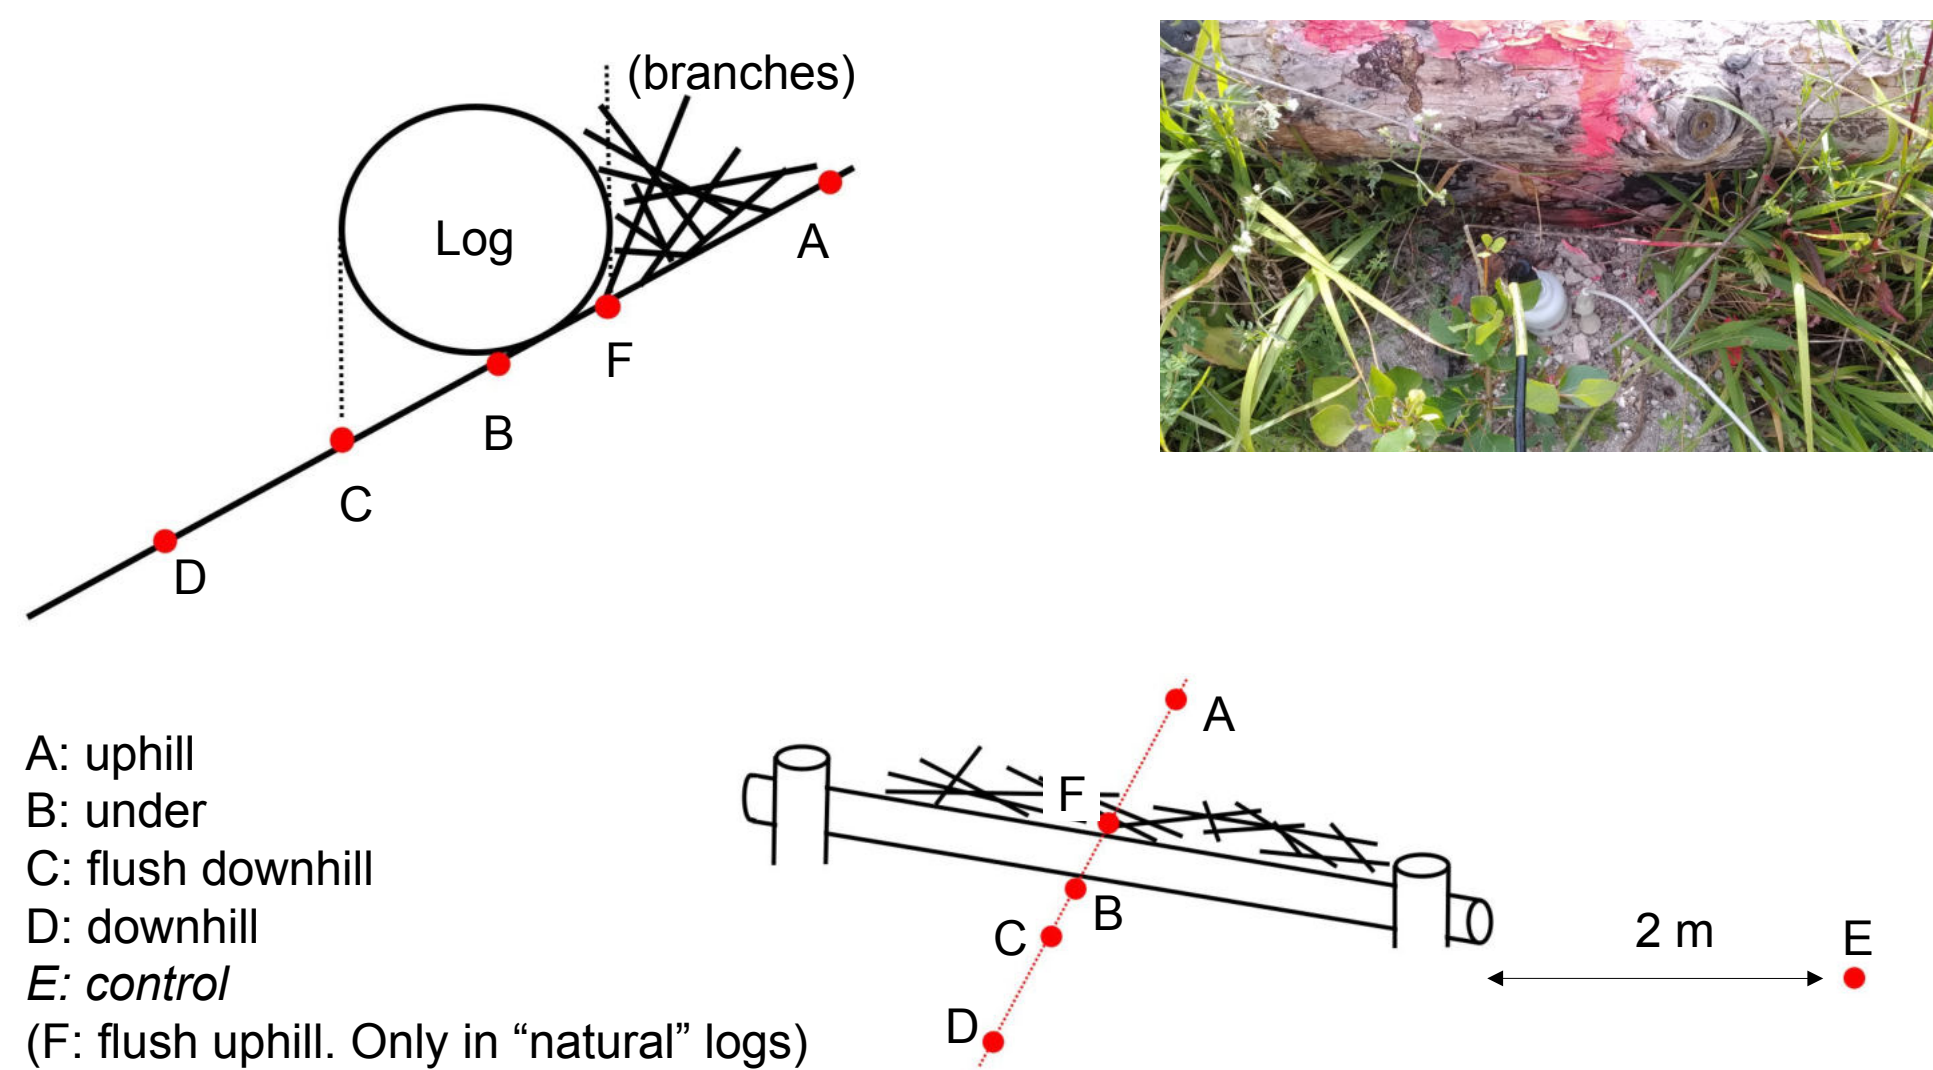 (branches)
Log
A
F
B
C
D
A: uphill
B: under
C: flush downhill
D: downhill
E: control
(F: flush uphill. Only in “natural” logs)
A
F
B
C
D
2 m
E